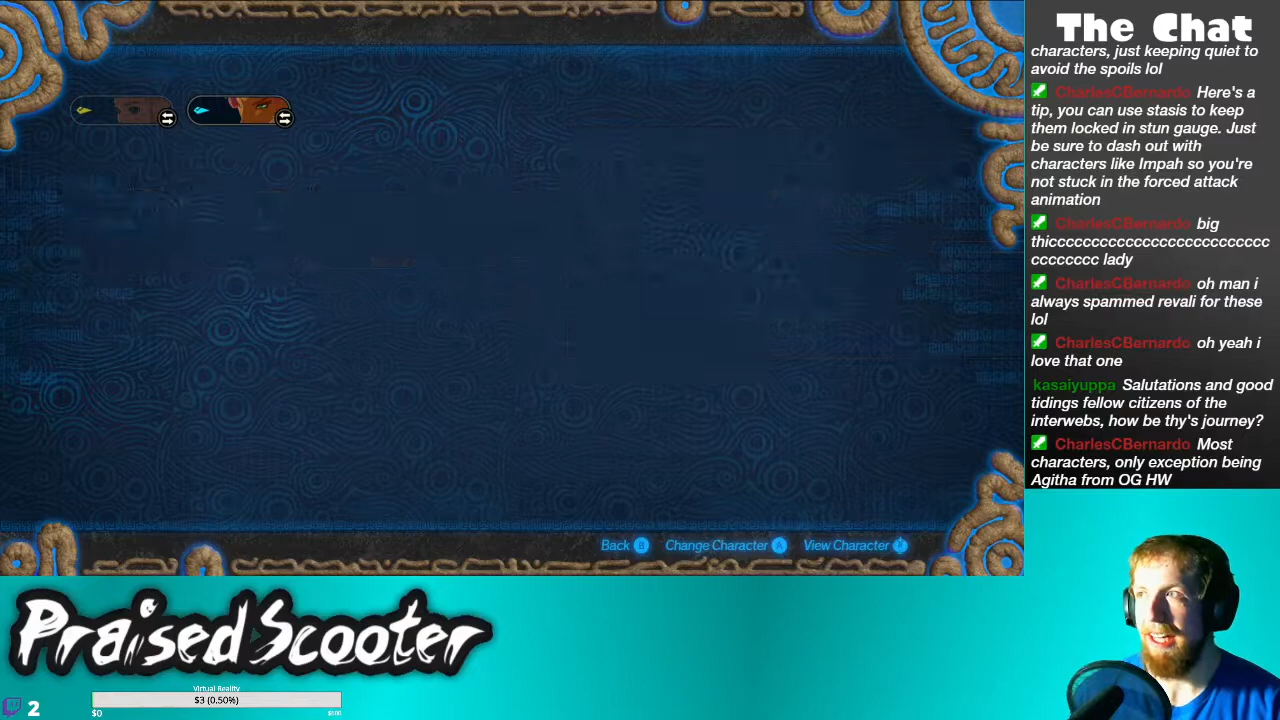 The Chat
characters, just keeping quiet to
avoid the spoils lol
CharlesCBernardo Here's a
tip, you can use stasis to keep
them locked in stun gauge. Just
be sure to dash out with
characters like Impah so you're
not stuck in the forced attack
animation
CharlesCBernardo big
thicccccccccccccccccccccccccc
cccccccc lady
CharlesCBernardo oh man i
always spammed revali for these
lol
CharlesCBernardo oh yeah i
love that one
kasaiyuppa Salutations and good
tidings fellow citizens of the
interwebs, how be thy's journey?
CharlesCBernardo Most
characters, only exception being
Agitha from OG HW
Back B Change Character A View Character
Praised Scooter
Virtual Reality
$3 (0.50%)
2
$0